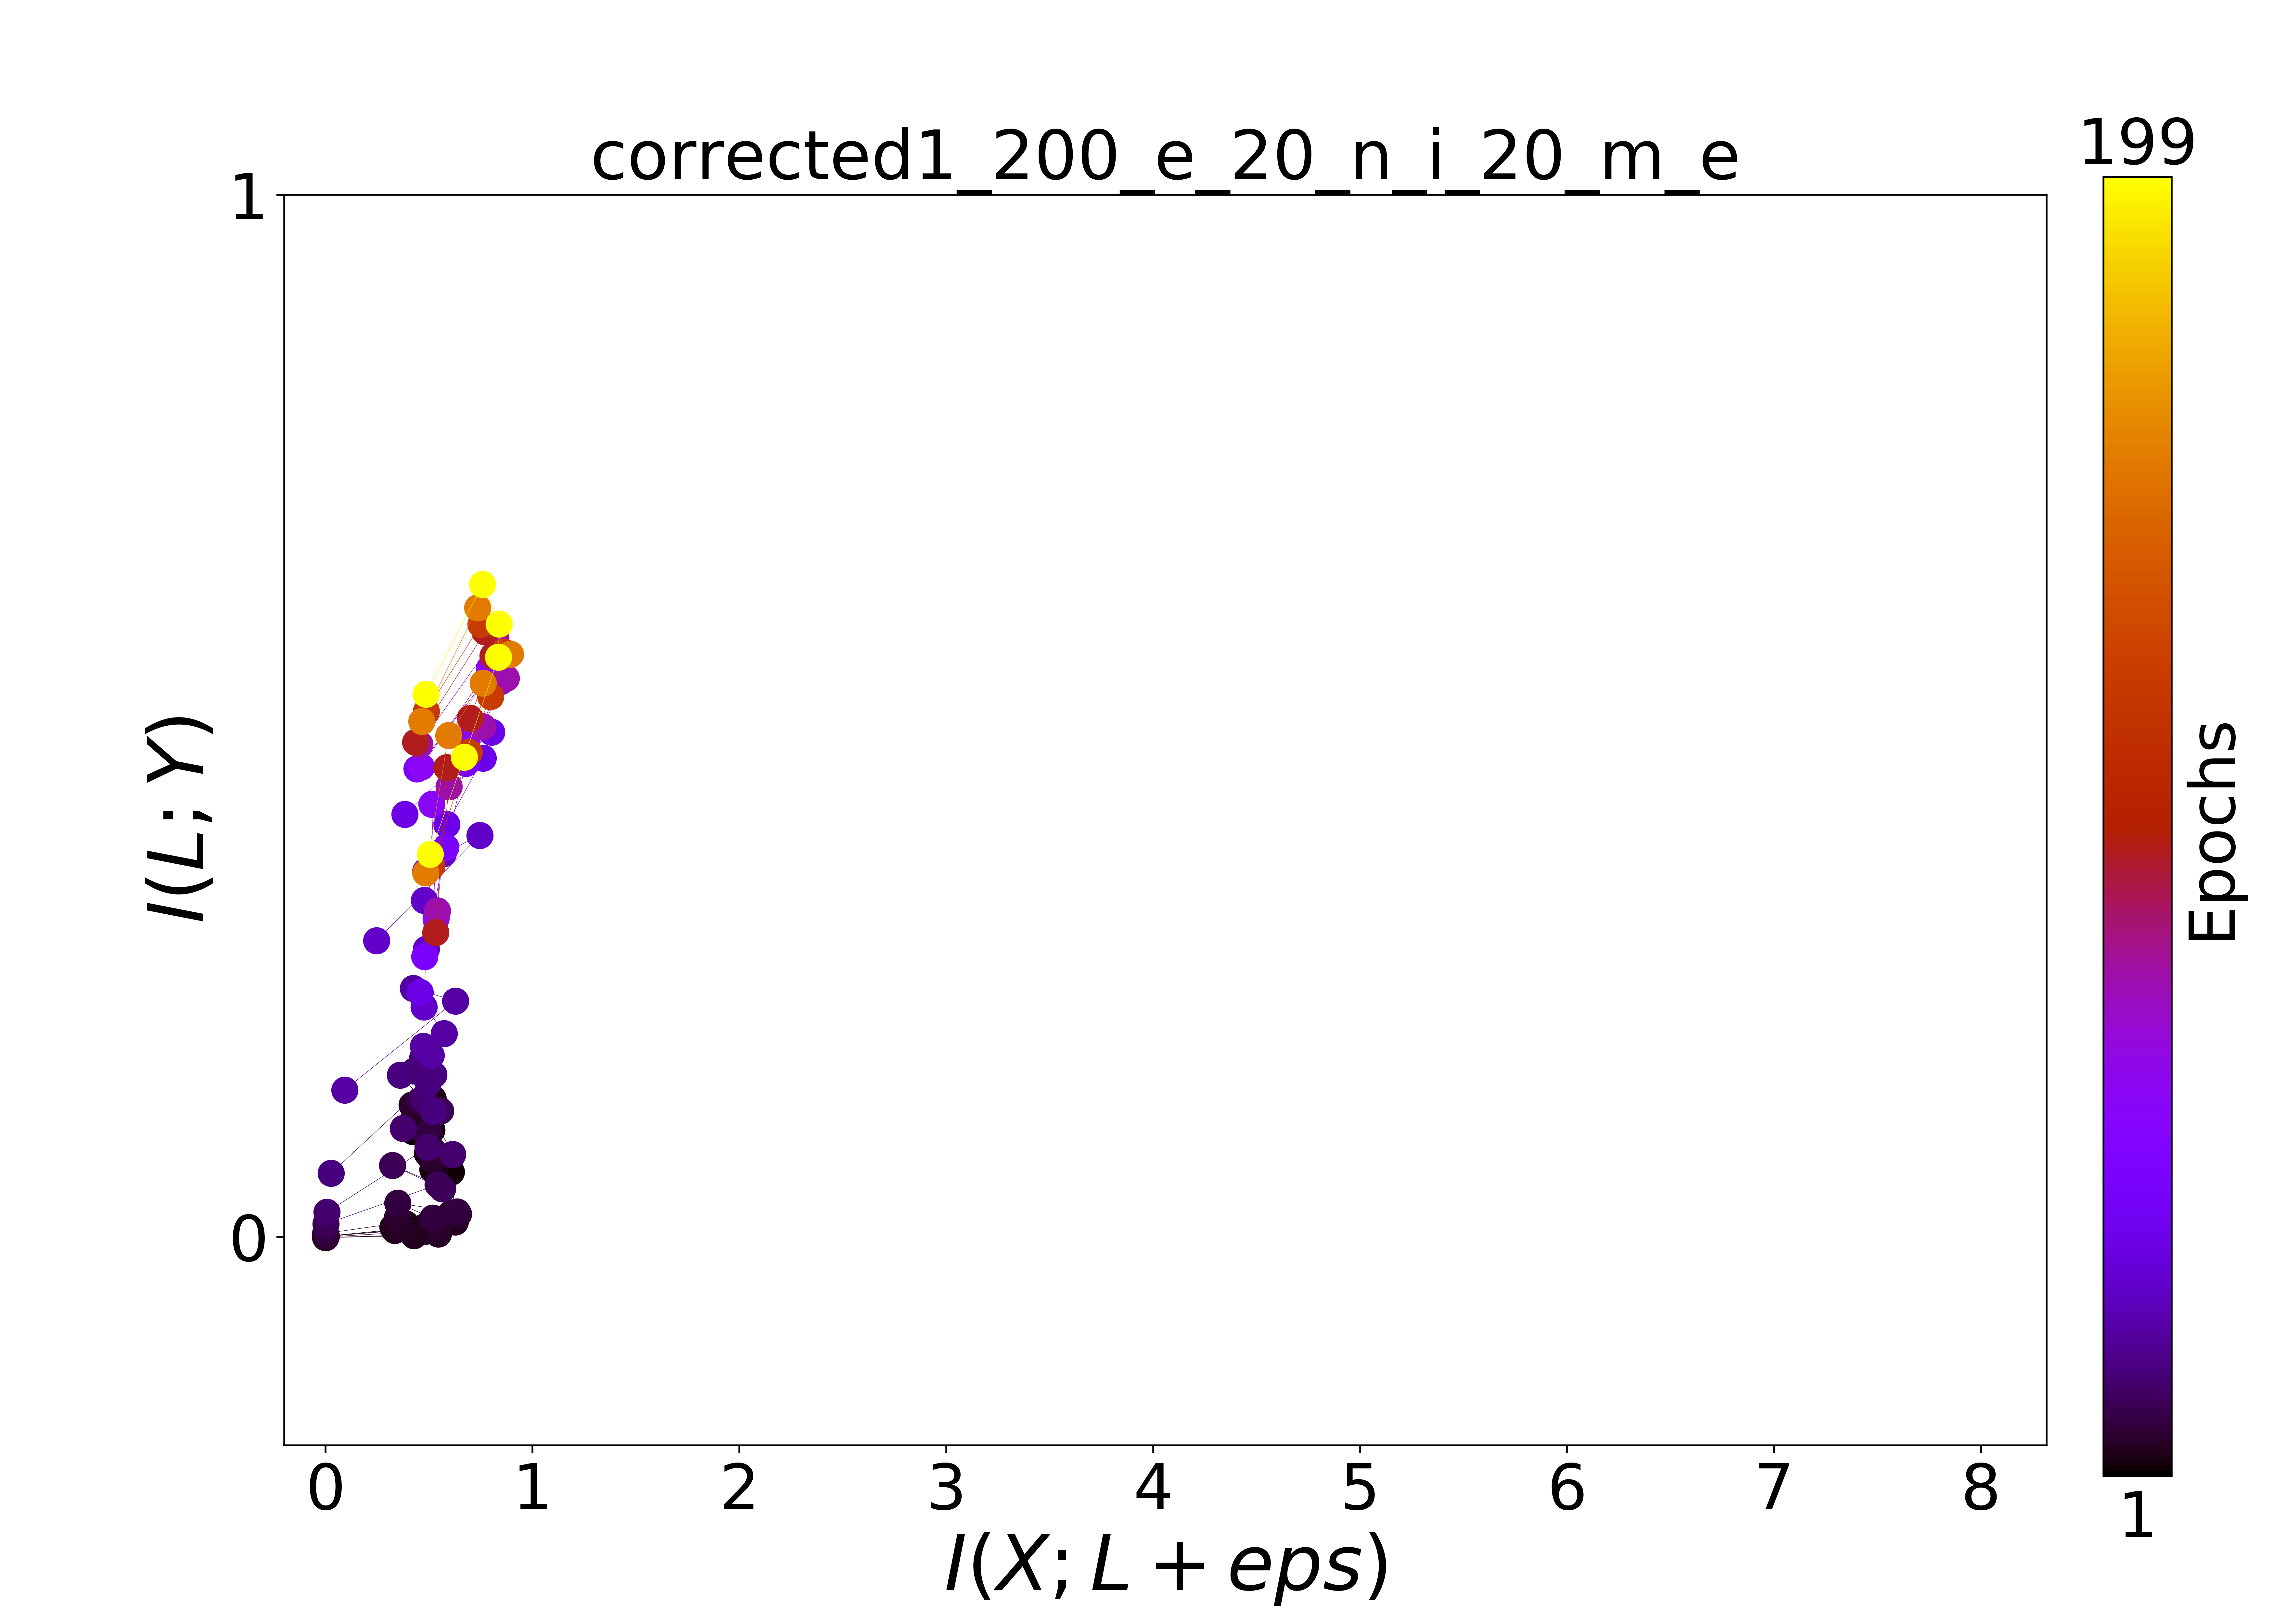 corrected1_200_e_20_n_i_20_m_e
199
1
0
I(L; Y)
0 1 2 3 4 5 6 7 8
I(X; L + eps)
Epochs
1